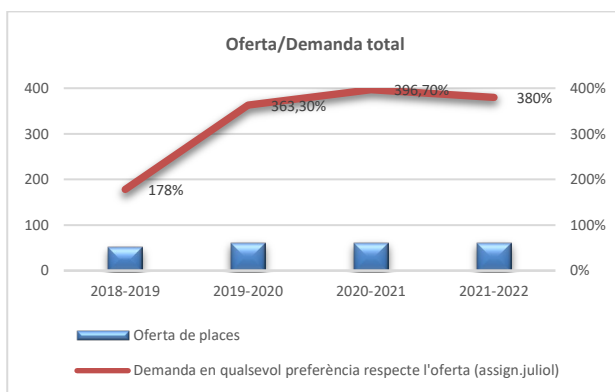 Oferta/Demanda total
400 400%
396,70%
380%
363,30%
300 300%
200 200%
178%
100 100%
0 0%
2018-2019 2019-2020 2020-2021 2021-2022
Oferta de places
Demanda en qualsevol preferència respecte l'oferta (assign.juliol)